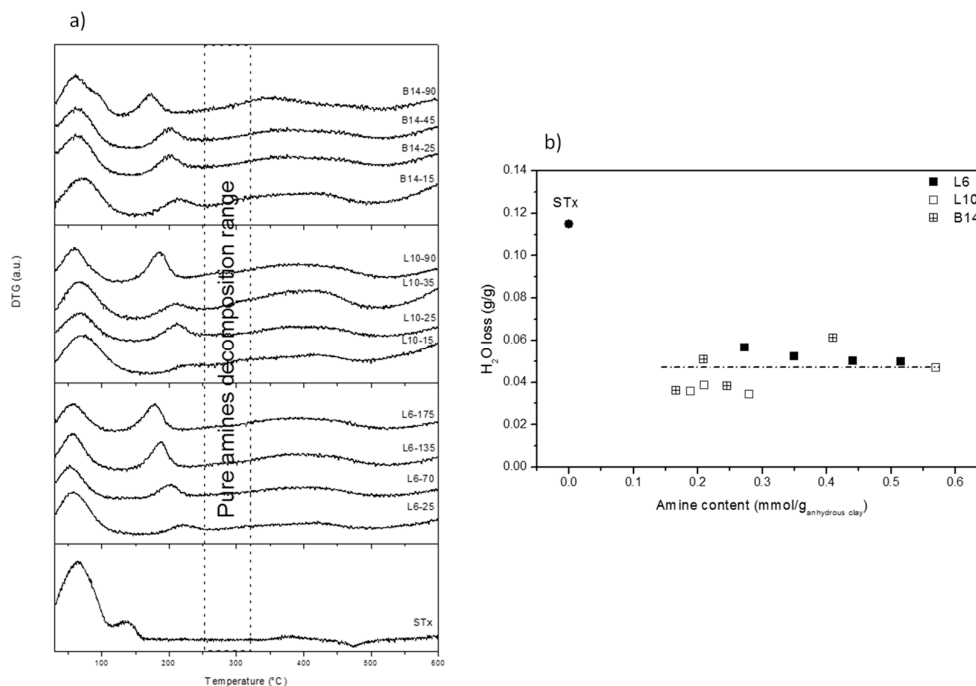 a)
B14-90
B14-45
B14-25
B14-15
L10-90
L10-35
L10-25
L10-15
L6-175
L6-135
L6-70
L6-25
STx
Pure amines decomposition range
DTG (a.u.)
100 200 300 400 500 600
Temperature (°C)
b)
0.14
0.12
0.10
0.08
0.06
0.04
0.02
0.00
H2O loss (g/g)
STx
L6
L10
B14
0.0 0.1 0.2 0.3 0.4 0.5 0.6
Amine content (mmol/g anhydrous clay)